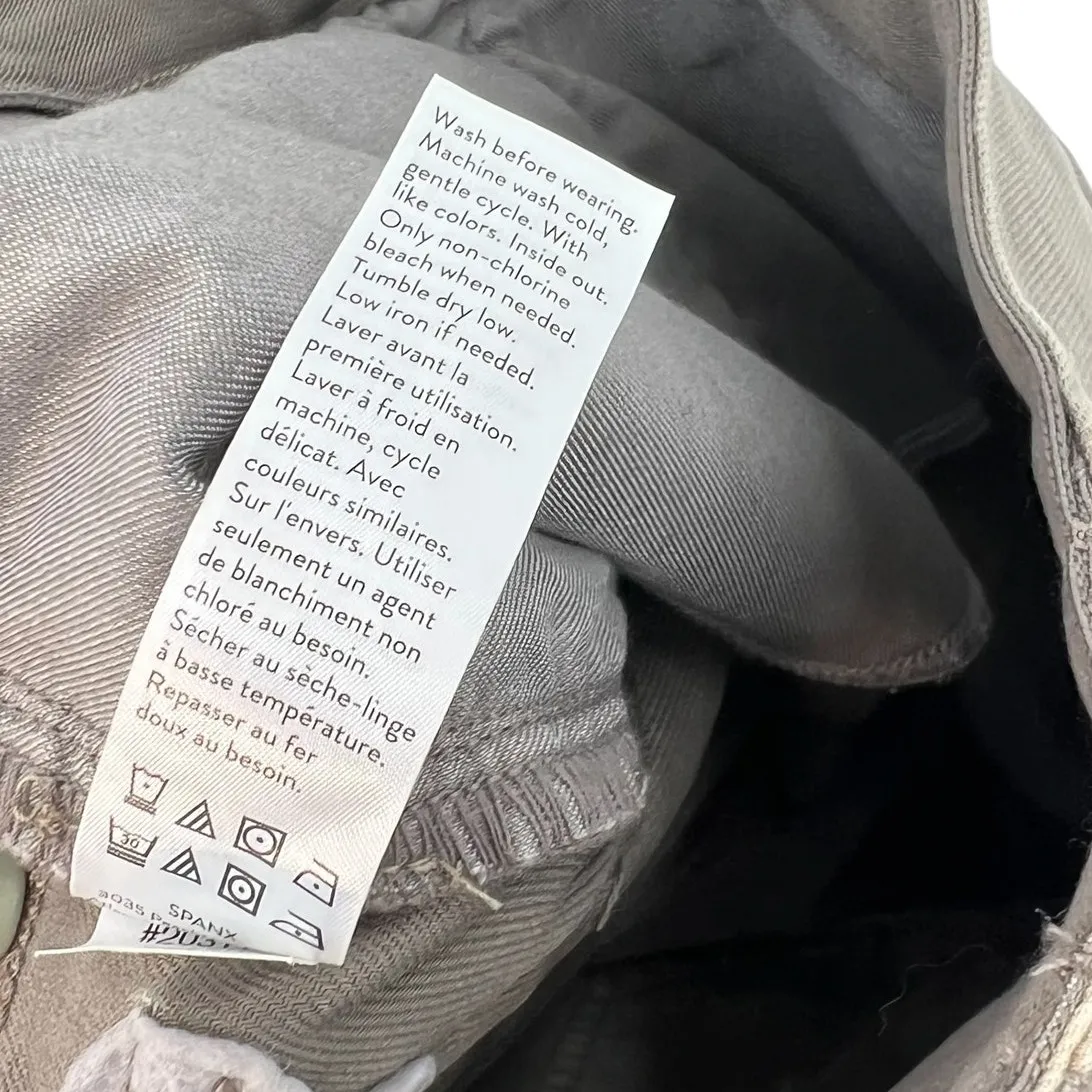 Wash before wearing.
Machine wash cold,
gentle cycle. With
like colors. Inside out.
Only non-chlorine
bleach when needed.
Tumble dry low.
Low iron if needed.
Laver avant la
première utilisation.
Laver à froid en
machine, cycle
délicat. Avec
couleurs similaires.
Sur l'envers. Utiliser
seulement un agent
de blanchiment non
chloré au besoin.
Sécher au sèche-linge
à basse température.
Repasser au fer
doux au besoin.
30
SPANX